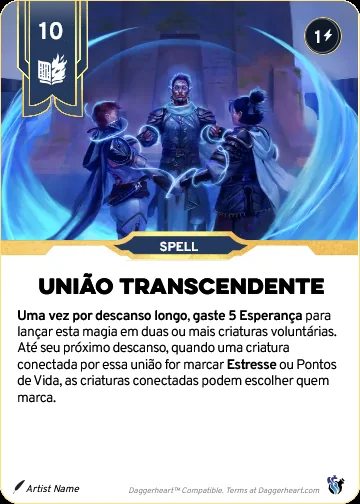 10
1
SPELL
UNIÃO TRANSCENDENTE
Uma vez por descanso longo, gaste 5 Esperança para
lançar esta magia em duas ou mais criaturas voluntárias.
Até seu próximo descanso, quando uma criatura
conectada por essa união for marcar Estresse ou Pontos
de Vida, as criaturas conectadas podem escolher quem
marca.
Artist Name
Daggerheart™ Compatible. Terms at Daggerheart.com